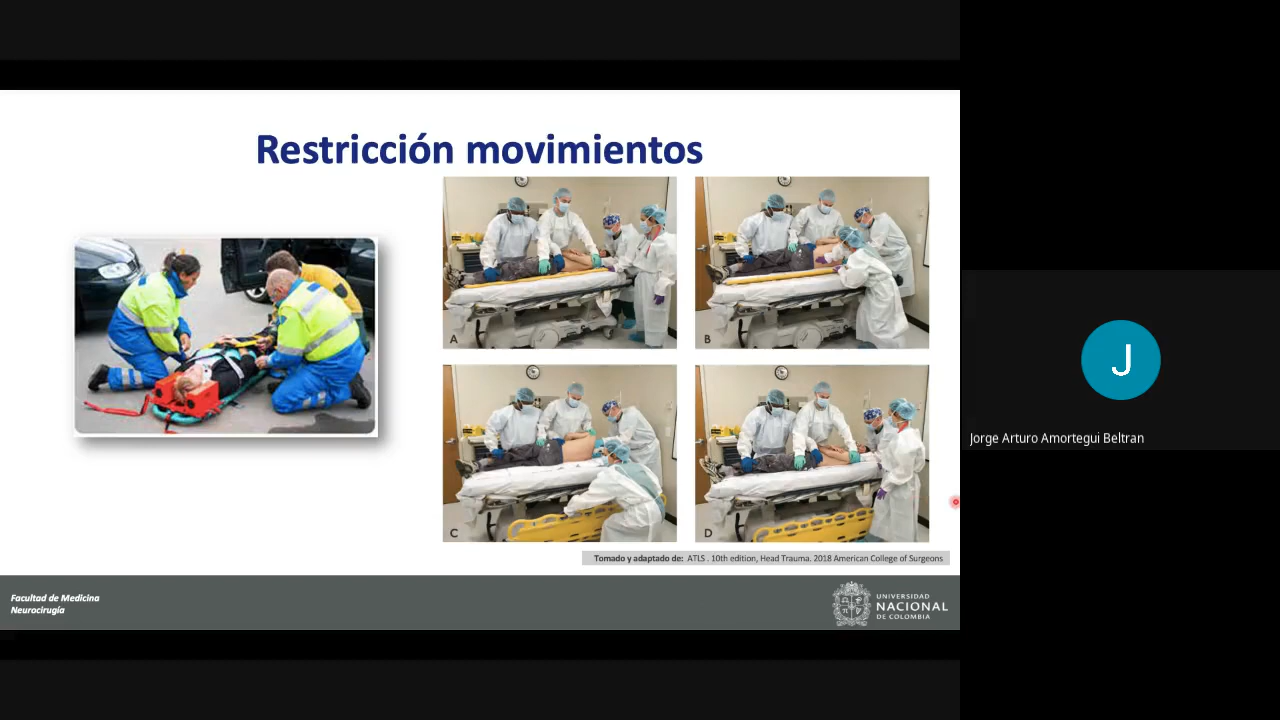 Restricción movimientos
A
B
C
D
Tomado y adaptado de: ATLS . 10th edition, Head Trauma. 2018 American College of Surgeons
Facultad de Medicina
Neurocirugía
UNIVERSIDAD
NACIONAL
DE COLOMBIA
J
Jorge Arturo Amortegui Beltran